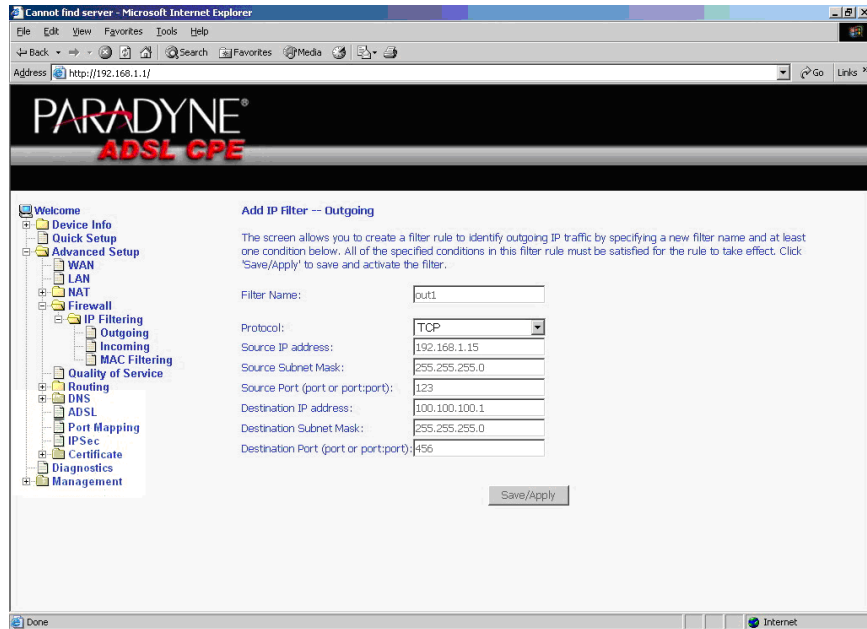 Cannot find server - Microsoft Internet Explorer
File Edit View Favorites Tools Help
Back Search Favorites Media
Address http://192.168.1.1/ Go Links »
PARADYNE®
ADSL CPE
Welcome
Device Info
Quick Setup
Advanced Setup
WAN
LAN
NAT
Firewall
IP Filtering
Outgoing
Incoming
MAC Filtering
Quality of Service
Routing
DNS
ADSL
Port Mapping
IPSec
Certificate
Diagnostics
Management
Add IP Filter -- Outgoing
The screen allows you to create a filter rule to identify outgoing IP traffic by specifying a new filter name and at least
one condition below. All of the specified conditions in this filter rule must be satisfied for the rule to take effect. Click
'Save/Apply' to save and activate the filter.
Filter Name: out1
Protocol: TCP
Source IP address: 192.168.1.15
Source Subnet Mask: 255.255.255.0
Source Port (port or port:port): 123
Destination IP address: 100.100.100.1
Destination Subnet Mask: 255.255.255.0
Destination Port (port or port:port): 456
Save/Apply
Done Internet